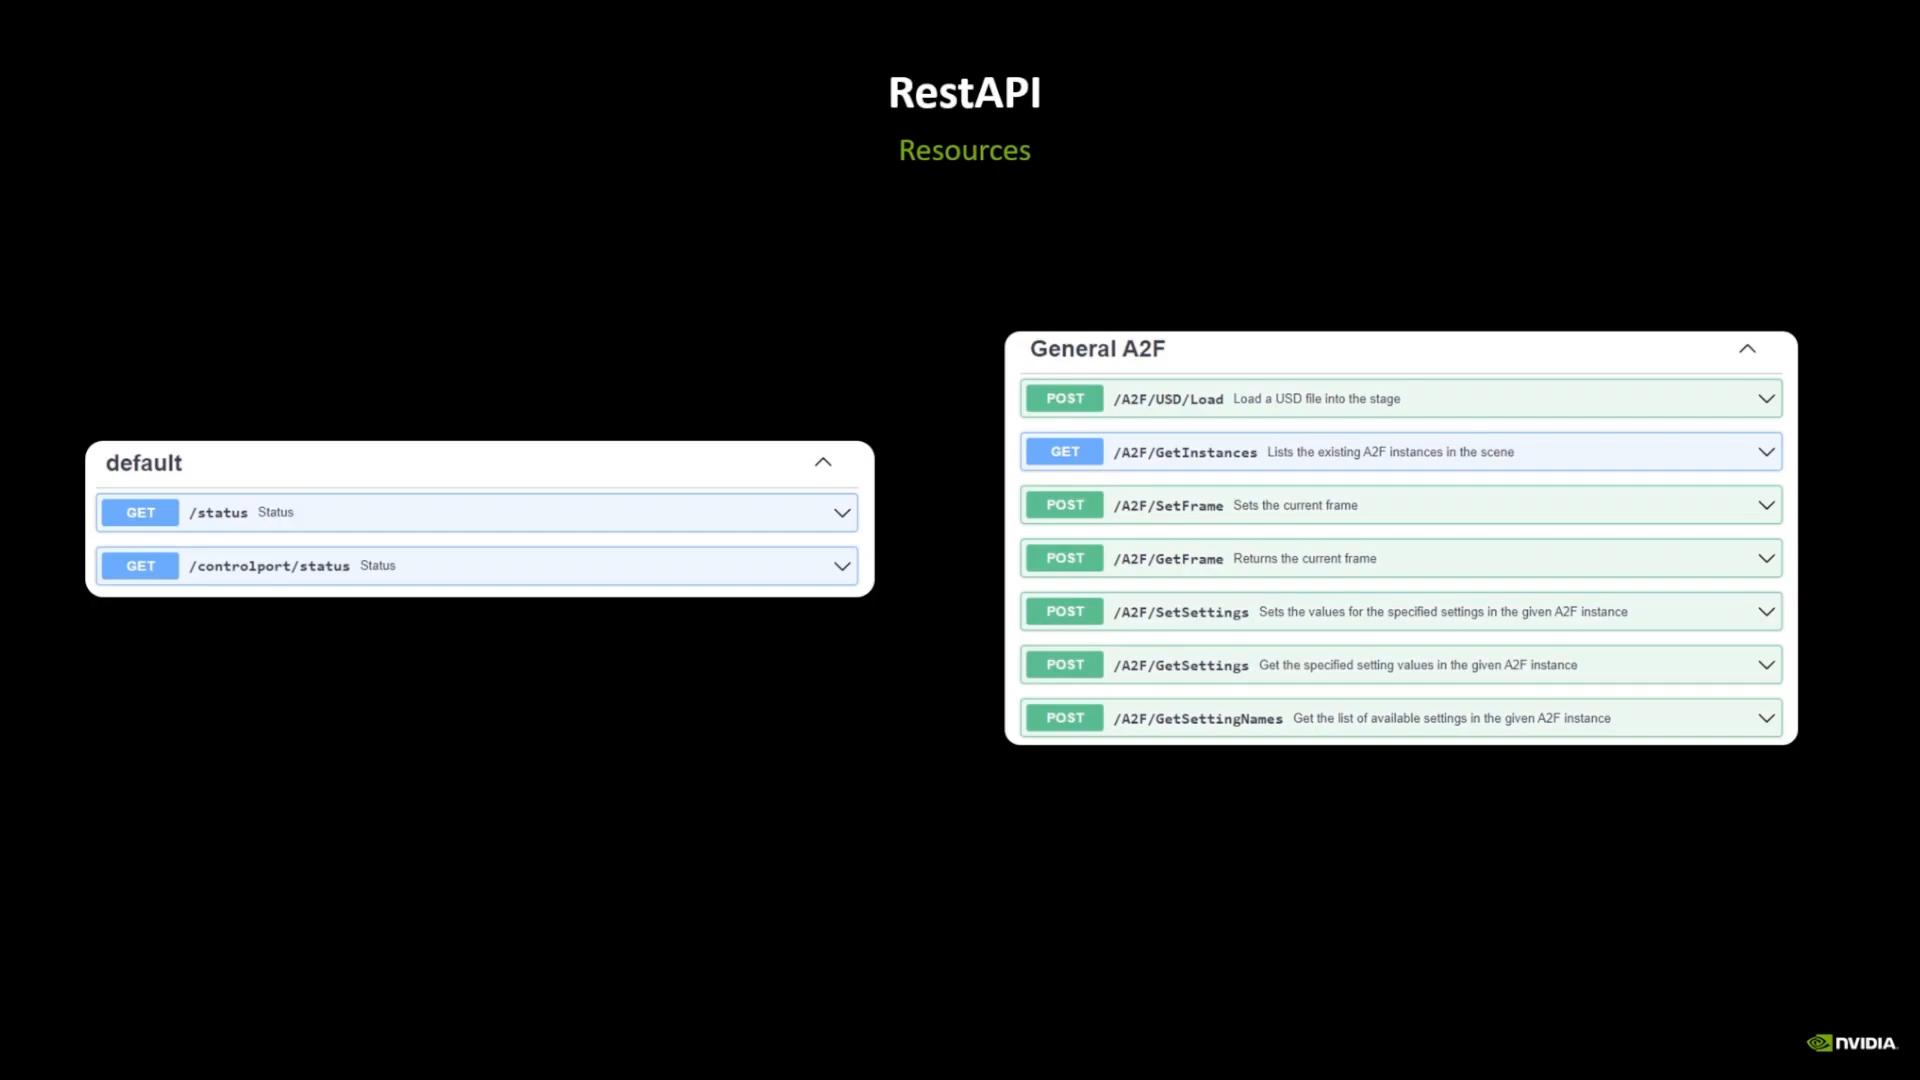 RestAPI
Resources
default
GET /status Status
GET /controlport/status Status
General A2F
POST /A2F/USD/Load Load a USD file into the stage
GET /A2F/GetInstances Lists the existing A2F instances in the scene
POST /A2F/SetFrame Sets the current frame
POST /A2F/GetFrame Returns the current frame
POST /A2F/SetSettings Sets the values for the specified settings in the given A2F instance
POST /A2F/GetSettings Get the specified setting values in the given A2F instance
POST /A2F/GetSettingNames Get the list of available settings in the given A2F instance
NVIDIA